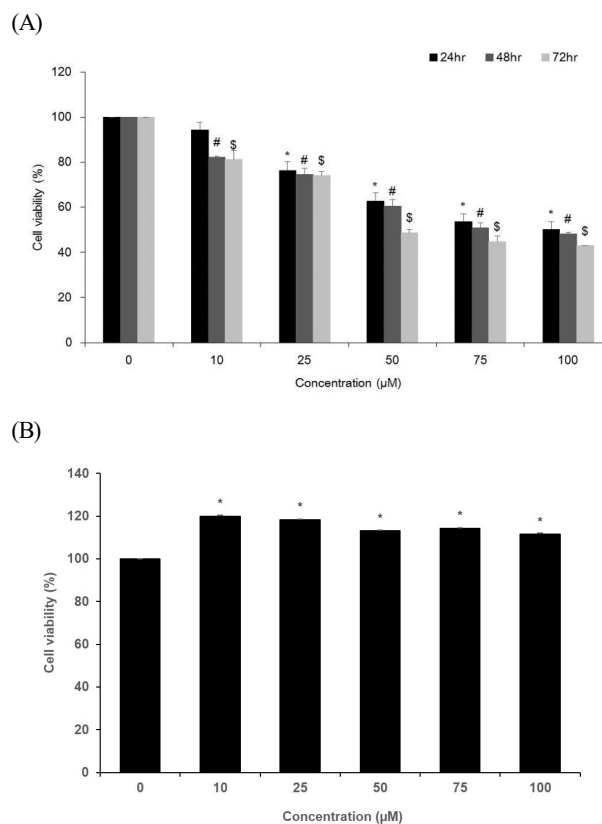 (A)
24hr 48hr 72hr
120
100
80
60
40
20
0
Cell viability (%)
# $
* # $
* # $
* # $
* # $
0 10 25 50 75 100
Concentration (µM)
(B)
140
120
100
80
60
40
20
0
Cell viability (%)
* * * * *
0 10 25 50 75 100
Concentration (µM)